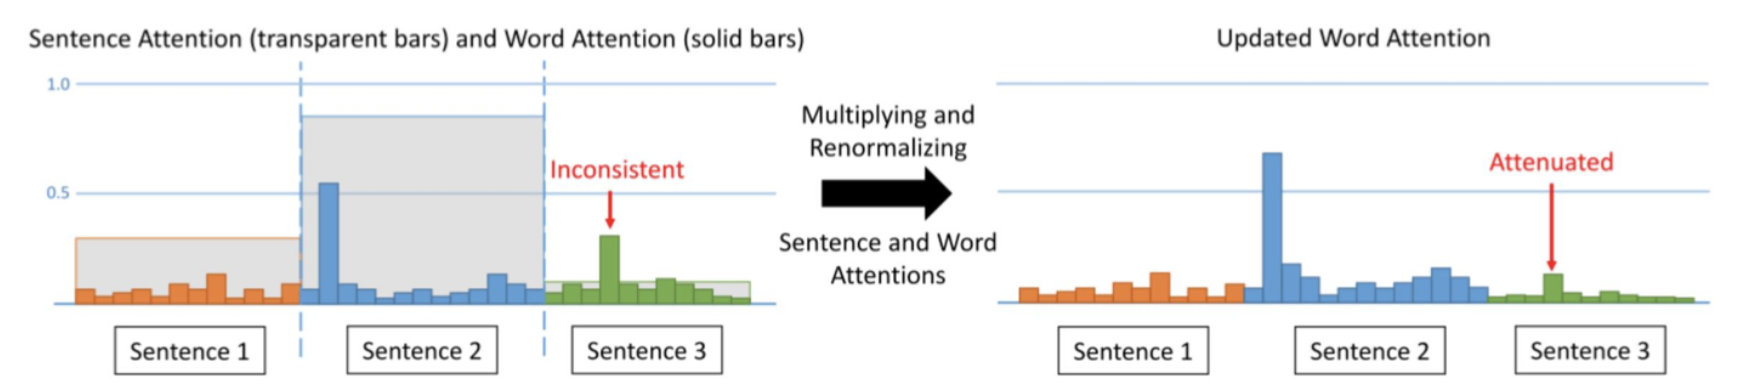 Sentence Attention (transparent bars) and Word Attention (solid bars)
1.0
0.5
Inconsistent
Sentence 1
Sentence 2
Sentence 3
Multiplying and
Renormalizing
Sentence and Word
Attentions
Updated Word Attention
Attenuated
Sentence 1
Sentence 2
Sentence 3